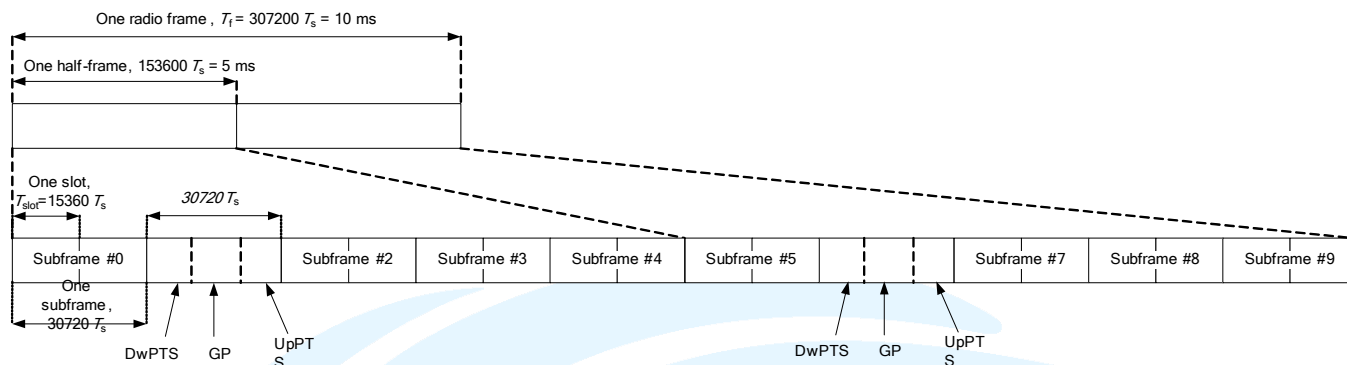 One radio frame, Tf = 307200 Ts = 10 ms
One half-frame, 153600 Ts = 5 ms
One slot,
Tslot=15360 Ts
30720Ts
Subframe #0
Subframe #2
Subframe #3
Subframe #4
Subframe #5
Subframe #7
Subframe #8
Subframe #9
One
subframe,
30720 Ts
DwPTS
GP
UpPT
S
DwPTS
GP
UpPT
S